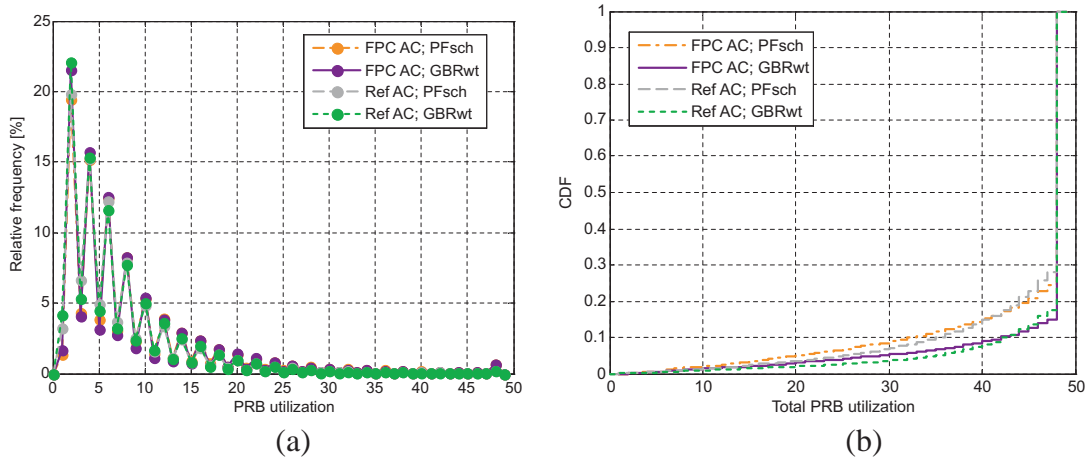 25
20
15
10
5
0
Relative frequency [%]
FPC AC; PFsch
FPC AC; GBRwt
Ref AC; PFsch
Ref AC; GBRwt
0 5 10 15 20 25 30 35 40 45 50
PRB utilization
(a)
1
0.9
0.8
0.7
0.6
0.5
0.4
0.3
0.2
0.1
0
CDF
FPC AC; PFsch
FPC AC; GBRwt
Ref AC; PFsch
Ref AC; GBRwt
0 10 20 30 40 50
Total PRB utilization
(b)